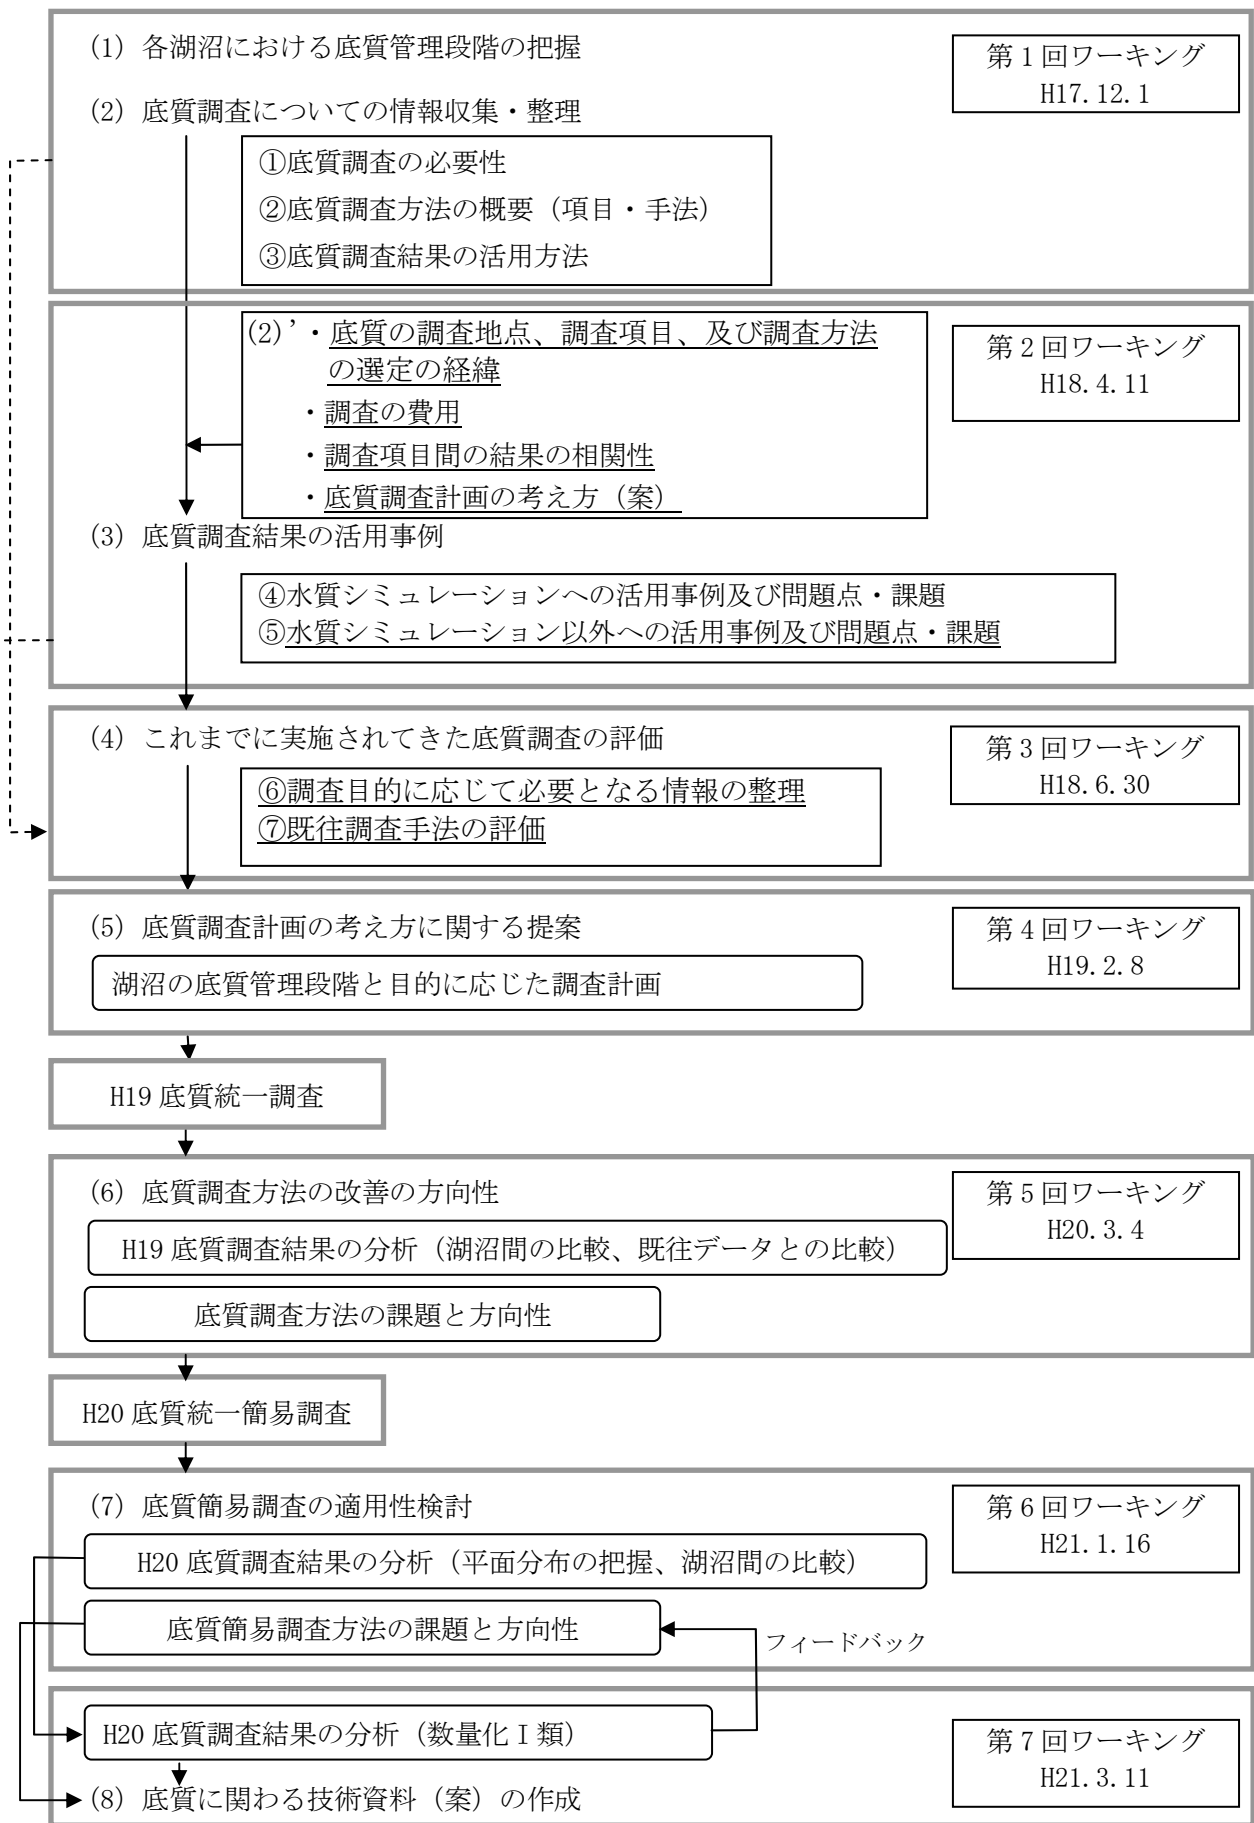 (1) 各湖沼における底質管理段階の把握
第1回ワーキング
H17.12.1
(2) 底質調査についての情報収集・整理
①底質調査の必要性
②底質調査方法の概要（項目・手法）
③底質調査結果の活用方法
(2)’・底質の調査地点、調査項目、及び調査方法
の選定の経緯
・調査の費用
・調査項目間の結果の相関性
・底質調査計画の考え方（案）
第2回ワーキング
H18.4.11
(3) 底質調査結果の活用事例
④水質シミュレーションへの活用事例及び問題点・課題
⑤水質シミュレーション以外への活用事例及び問題点・課題
(4) これまでに実施されてきた底質調査の評価
第3回ワーキング
H18.6.30
⑥調査目的に応じて必要となる情報の整理
⑦既往調査手法の評価
(5) 底質調査計画の考え方に関する提案
第4回ワーキング
H19.2.8
湖沼の底質管理段階と目的に応じた調査計画
H19 底質統一調査
(6) 底質調査方法の改善の方向性
第5回ワーキング
H20.3.4
H19 底質調査結果の分析（湖沼間の比較、既往データとの比較）
底質調査方法の課題と方向性
H20 底質統一簡易調査
(7) 底質簡易調査の適用性検討
第6回ワーキング
H21.1.16
H20 底質調査結果の分析（平面分布の把握、湖沼間の比較）
底質簡易調査方法の課題と方向性
フィードバック
H20 底質調査結果の分析（数量化Ⅰ類）
第7回ワーキング
H21.3.11
(8) 底質に関わる技術資料（案）の作成